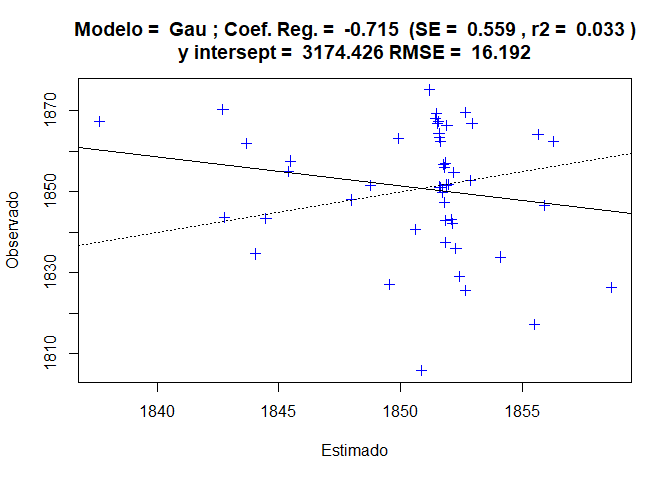 Modelo = Gau ; Coef. Reg. = -0.715 (SE = 0.559 , r2 = 0.033 )
y intersept = 3174.426 RMSE = 16.192
Observado
1870
1850
1830
1810
1840 1845 1850 1855
Estimado